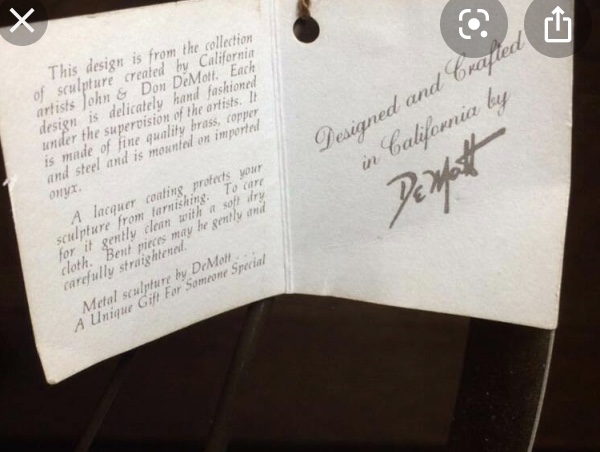 This design is from the collection
of sculpture created by California
artists John & Don DeMott. Each
design is delicately hand fashioned
under the supervision of the artists. It
is made of fine quality brass, copper
and steel and is mounted on imported
onyx.
A lacquer coating protects your
sculpture from tarnishing. To care
for it gently clean with a soft dry
cloth. Bent pieces may be gently and
carefully straightened.
Metal sculpture by DeMott . . .
A Unique Gift For Someone Special
Designed and Crafted
in California by
DeMott